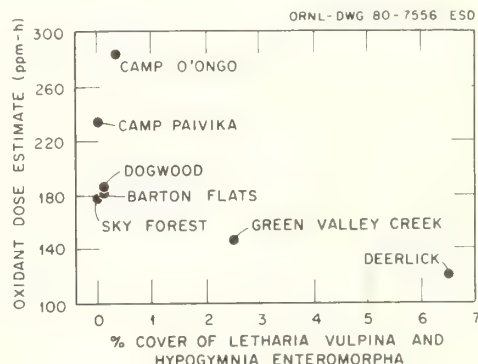 ORNL-DWG 80-7556 ESD
OXIDANT DOSE ESTIMATE (ppm-h)
300
260
220
180
140
100
CAMP O'ONGO
CAMP PAIVIKA
DOGWOOD
BARTON FLATS
SKY FOREST
GREEN VALLEY CREEK
DEERLICK
0 1 2 3 4 5 6 7
% COVER OF LETHARIA VULPINA AND
HYPOGYMNIA ENTEROMORPHA